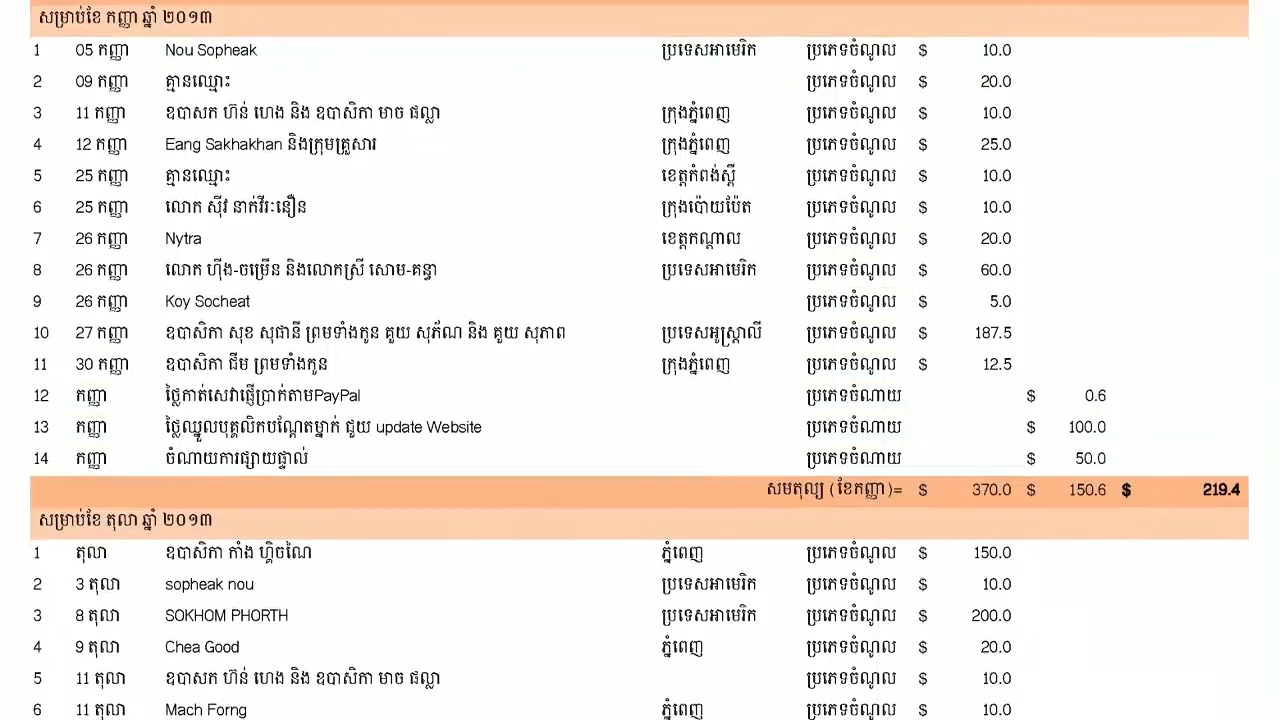 សម្រាប់ខែ កញ្ញា ឆ្នាំ ២០១៣
1 05 កញ្ញា Nou Sopheak ប្រទេសអាមេរិក ប្រភេទចំណូល $ 10.0
2 09 កញ្ញា គ្មានឈ្មោះ ប្រភេទចំណូល $ 20.0
3 11 កញ្ញា ឧបាសក ហ៊ន់ ហេង និង ឧបាសិកា មាច ផល្លា ក្រុងភ្នំពេញ ប្រភេទចំណូល $ 10.0
4 12 កញ្ញា Eang Sakhakhan និងក្រុមគ្រួសារ ក្រុងភ្នំពេញ ប្រភេទចំណូល $ 25.0
5 25 កញ្ញា គ្មានឈ្មោះ ខេត្តកំពង់ស្ពឺ ប្រភេទចំណូល $ 10.0
6 25 កញ្ញា លោក ស៊ីវ នាក់វីរៈនឿន ក្រុងប៉ោយប៉ែត ប្រភេទចំណូល $ 10.0
7 26 កញ្ញា Nytra ខេត្តកណ្តាល ប្រភេទចំណូល $ 20.0
8 26 កញ្ញា លោក ហ៊ីង-ចម្រើន និងលោកស្រី សោម-គន្ធា ប្រទេសអាមេរិក ប្រភេទចំណូល $ 60.0
9 26 កញ្ញា Koy Socheat ប្រភេទចំណូល $ 5.0
10 27 កញ្ញា ឧបាសិកា សុខ សុផានី ព្រមទាំងកូន គួយ សុភ័ណ និង គួយ សុភាព ប្រទេសអូស្ត្រាលី ប្រភេទចំណូល $ 187.5
11 30 កញ្ញា ឧបាសិកា ជីម ព្រមទាំងកូន ក្រុងភ្នំពេញ ប្រភេទចំណូល $ 12.5
12 កញ្ញា ថ្លៃកាត់សេវាផ្ញើប្រាក់តាមPayPal ប្រភេទចំណាយ $ 0.6
13 កញ្ញា ថ្លៃឈ្នួលបុគ្គលិកបណ្តែតម្នាក់ ជួយ update Website ប្រភេទចំណាយ $ 100.0
14 កញ្ញា ចំណាយការផ្សាយផ្ទាល់ ប្រភេទចំណាយ $ 50.0
សមតុល្យ (ខែកញ្ញា)= $ 370.0 $ 150.6 $ 219.4
សម្រាប់ខែ តុលា ឆ្នាំ ២០១៣
1 តុលា ឧបាសិកា កាំង ហ្គិចណៃ ភ្នំពេញ ប្រភេទចំណូល $ 150.0
2 3 តុលា sopheak nou ប្រទេសអាមេរិក ប្រភេទចំណូល $ 10.0
3 8 តុលា SOKHOM PHORTH ប្រទេសអាមេរិក ប្រភេទចំណូល $ 200.0
4 9 តុលា Chea Good ភ្នំពេញ ប្រភេទចំណូល $ 20.0
5 11 តុលា ឧបាសក ហ៊ន់ ហេង និង ឧបាសិកា មាច ផល្លា ប្រភេទចំណូល $ 10.0
6 11 តុលា Mach Forng ភ្នំពេញ ប្រភេទចំណូល $ 10.0